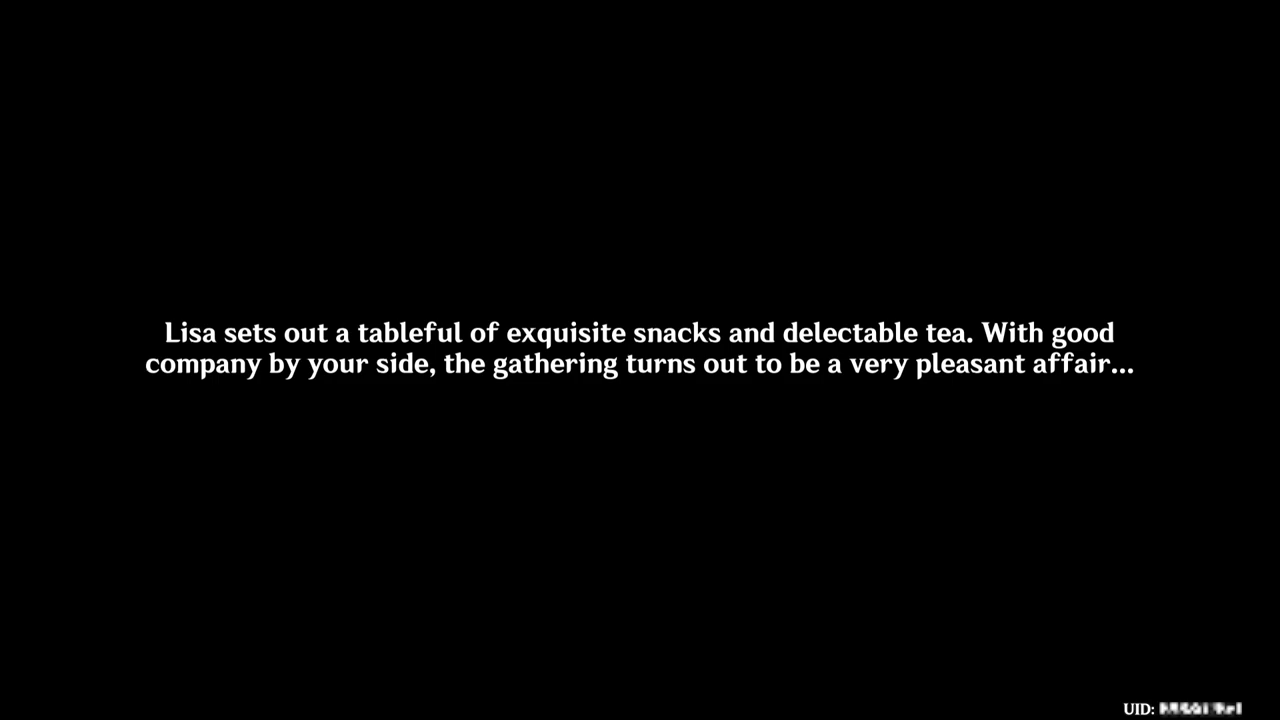 Lisa sets out a tableful of exquisite snacks and delectable tea. With good
company by your side, the gathering turns out to be a very pleasant affair...
UID: